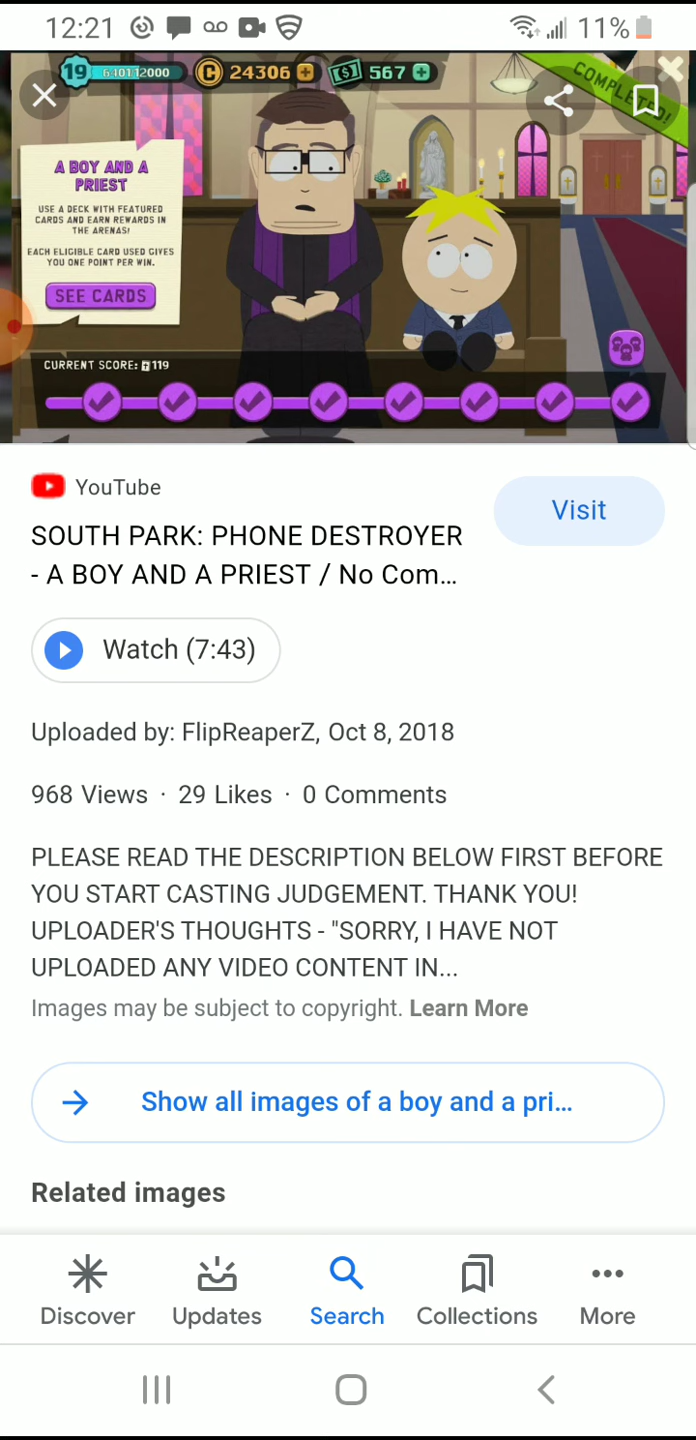 12:21
11%
19 6401/12000 24306 567
COMPLETED!
A BOY AND A
PRIEST
USE A DECK WITH FEATURED
CARDS AND EARN REWARDS IN
THE ARENAS!
EACH ELIGIBLE CARD USED GIVES
YOU ONE POINT PER WIN.
SEE CARDS
CURRENT SCORE: 119
YouTube
Visit
SOUTH PARK: PHONE DESTROYER
- A BOY AND A PRIEST / No Com...
Watch (7:43)
Uploaded by: FlipReaperZ, Oct 8, 2018
968 Views · 29 Likes · 0 Comments
PLEASE READ THE DESCRIPTION BELOW FIRST BEFORE
YOU START CASTING JUDGEMENT. THANK YOU!
UPLOADER'S THOUGHTS - "SORRY, I HAVE NOT
UPLOADED ANY VIDEO CONTENT IN...
Images may be subject to copyright. Learn More
Show all images of a boy and a pri...
Related images
Discover Updates Search Collections More